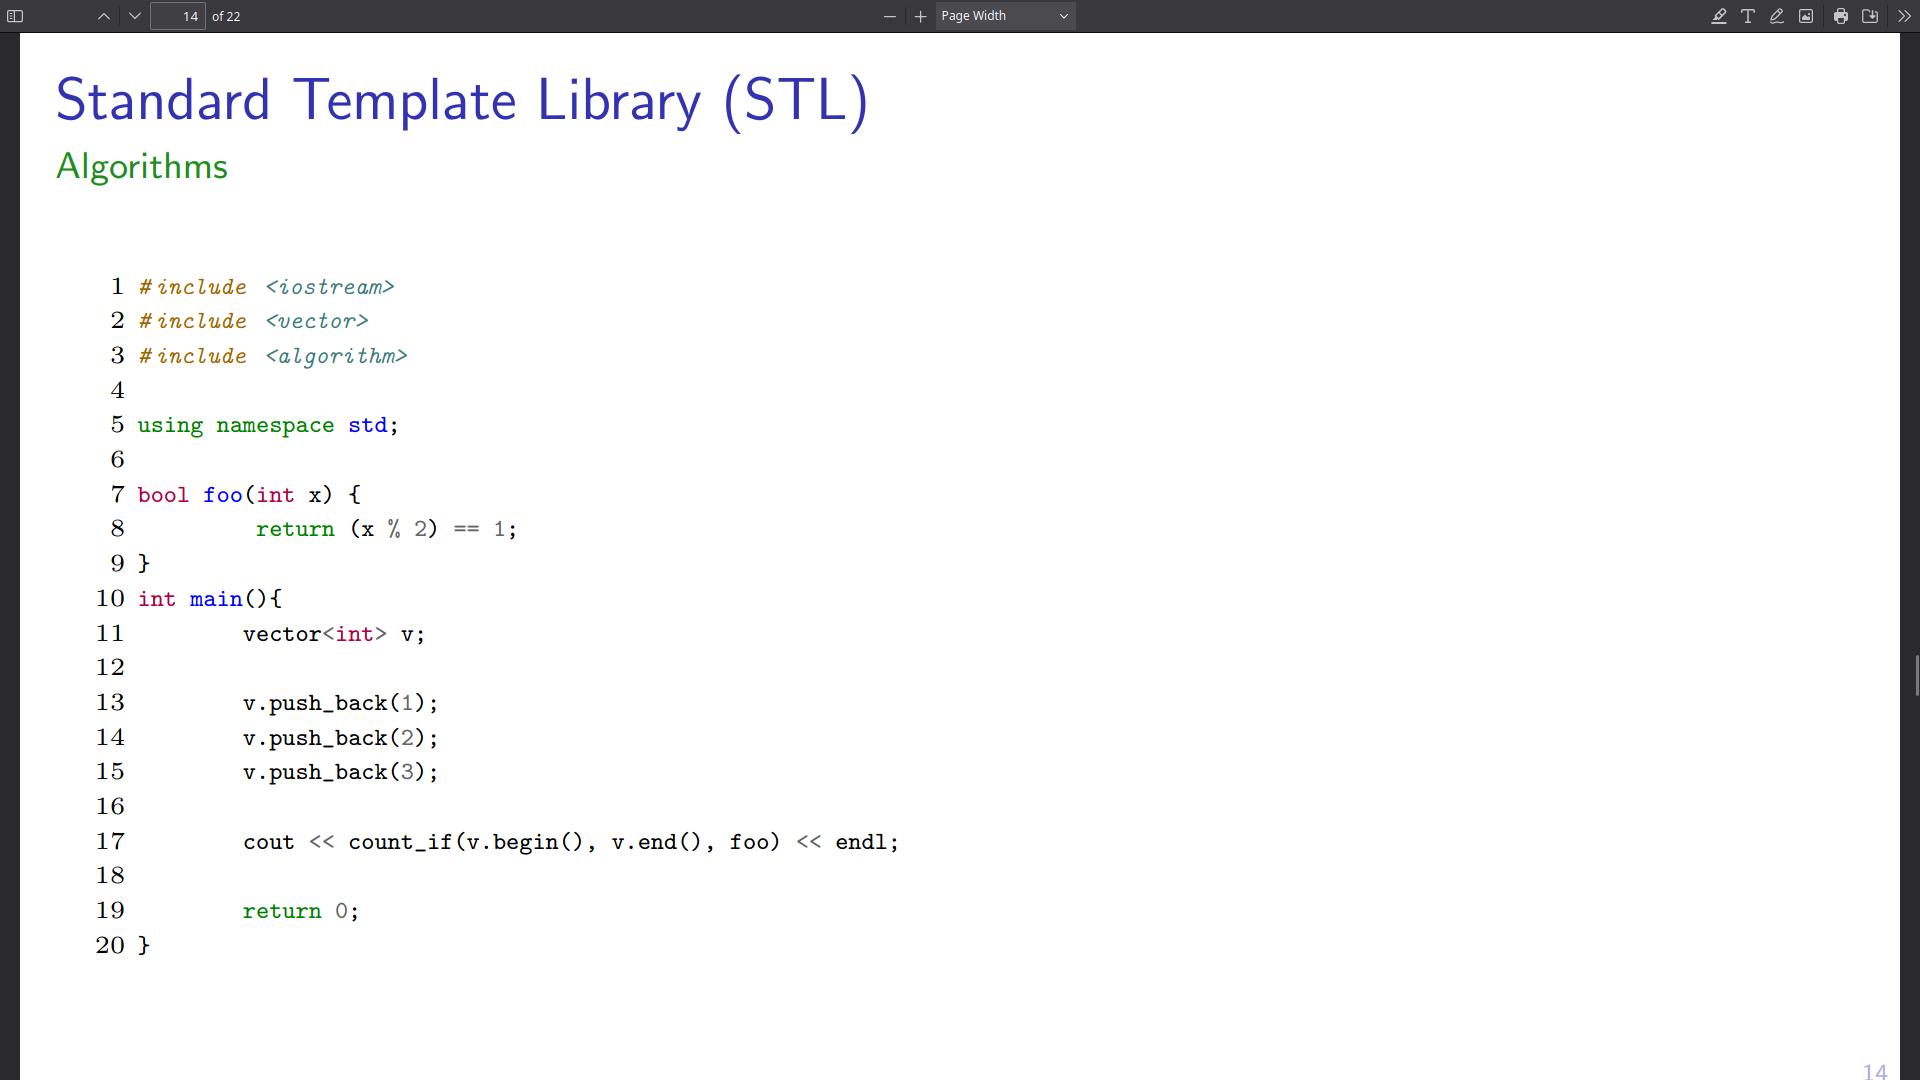 14 of 22 Page Width
Standard Template Library (STL)
Algorithms
1 #include <iostream>
2 #include <vector>
3 #include <algorithm>
4
5 using namespace std;
6
7 bool foo(int x) {
8 return (x % 2) == 1;
9 }
10 int main(){
11 vector<int> v;
12
13 v.push_back(1);
14 v.push_back(2);
15 v.push_back(3);
16
17 cout << count_if(v.begin(), v.end(), foo) << endl;
18
19 return 0;
20 }
14